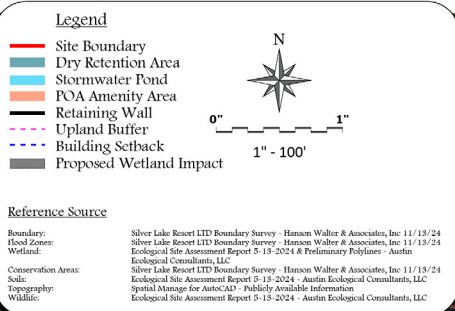 Legend
Site Boundary
Dry Retention Area
Stormwater Pond
POA Amenity Area
Retaining Wall
Upland Buffer
Building Setback
Proposed Wetland Impact
N
0" 1"
1" - 100'
Reference Source
Boundary: Silver Lake Resort LTD Boundary Survey - Hanson Walter & Associates, Inc 11/13/24
Flood Zones: Silver Lake Resort LTD Boundary Survey - Hanson Walter & Associates, Inc 11/13/24
Wetland: Ecological Site Assessment Report 5-13-2024 & Preliminary Polylines - Austin
Ecological Consultants, LLC
Conservation Areas: Silver Lake Resort LTD Boundary Survey - Hanson Walter & Associates, Inc 11/13/24
Soils: Ecological Site Assessment Report 5-13-2024 - Austin Ecological Consultants, LLC
Topography: Spatial Manage for AutoCAD - Publicly Available Information
Wildlife: Ecological Site Assessment Report 5-13-2024 - Austin Ecological Consultants, LLC